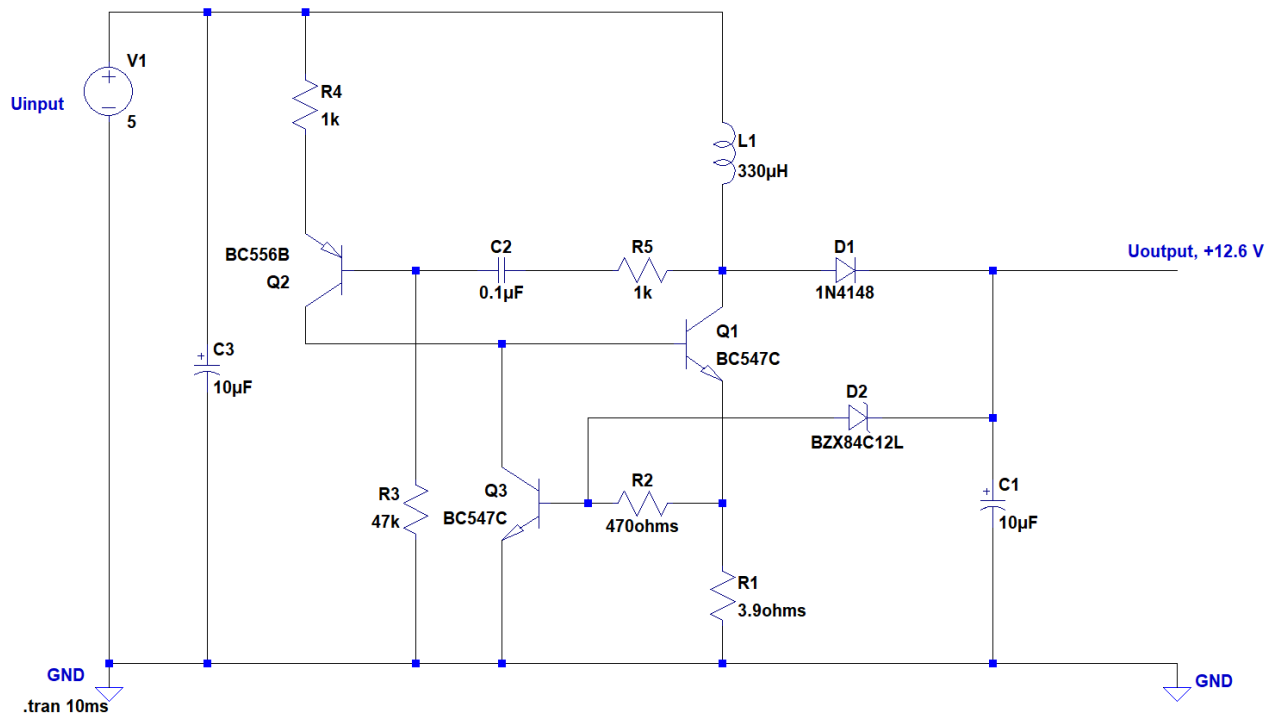 V1
Uinput
5
R4
1k
L1
330µH
BC556B
Q2
C2
0.1µF
R5
1k
D1
1N4148
Uoutput, +12.6 V
C3
10µF
Q1
BC547C
D2
BZX84C12L
R3
47k
Q3
BC547C
R2
470ohms
C1
10µF
R1
3.9ohms
GND
.tran 10ms
GND